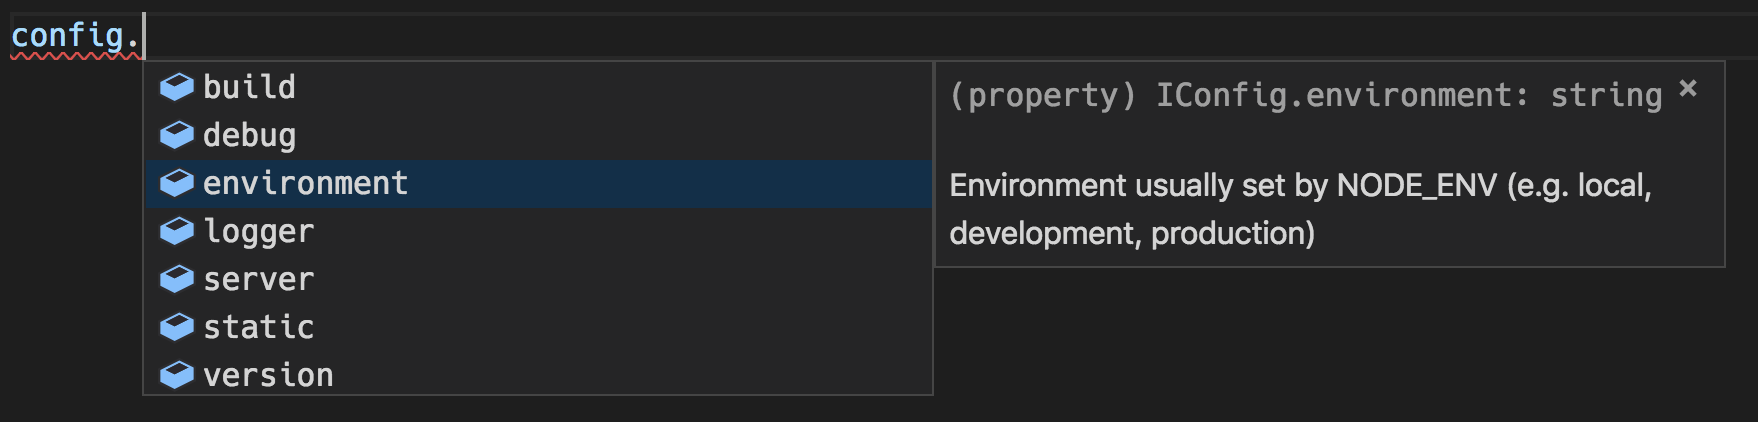 config.
build
debug
environment
logger
server
static
version
(property) IConfig.environment: string ×
Environment usually set by NODE_ENV (e.g. local,
development, production)